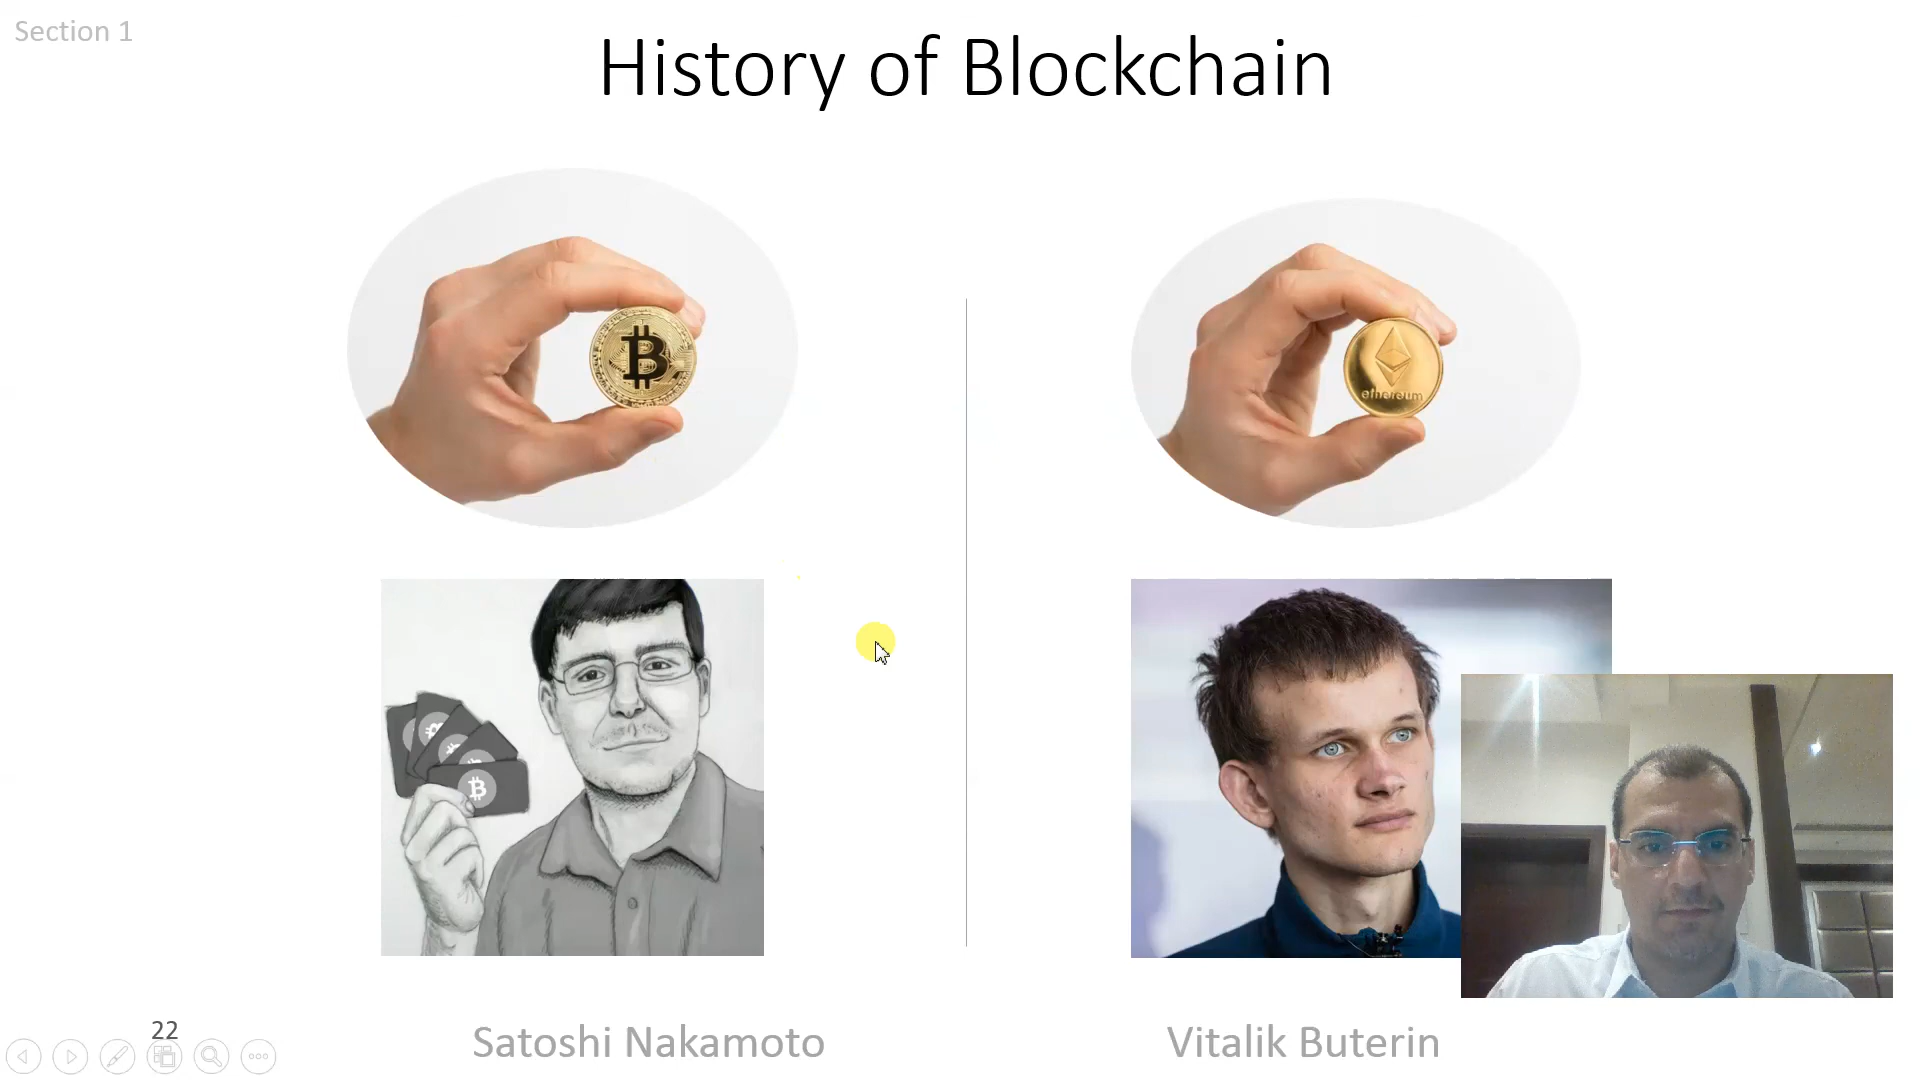 Section 1
History of Blockchain
ethereum
22
Satoshi Nakamoto
Vitalik Buterin